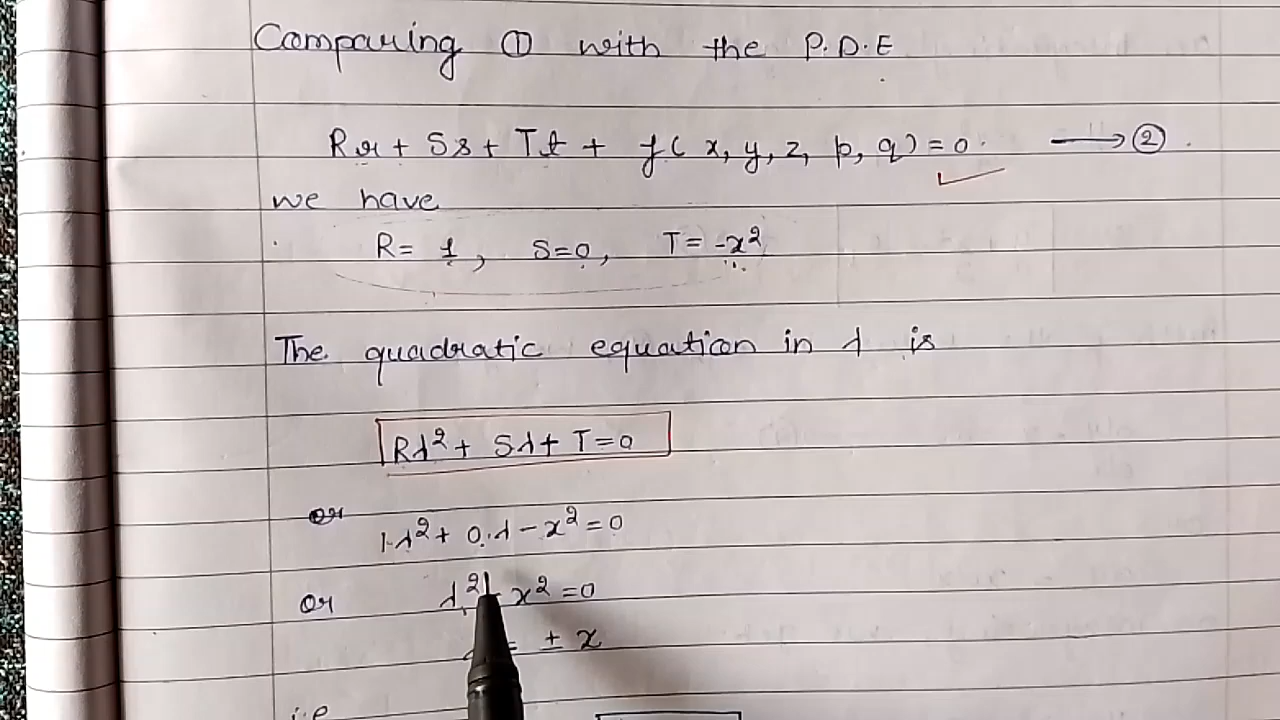 Comparing ① with the P.D.E
Rr + Ss + Tt + f(x, y, z, p, q) = 0. → ②.
we have
R = 1, S = 0, T = -x²
The quadratic equation in λ is
Rλ² + Sλ + T = 0
or 1·λ² + 0·λ - x² = 0
or λ² - x² = 0
= ± x
i.e